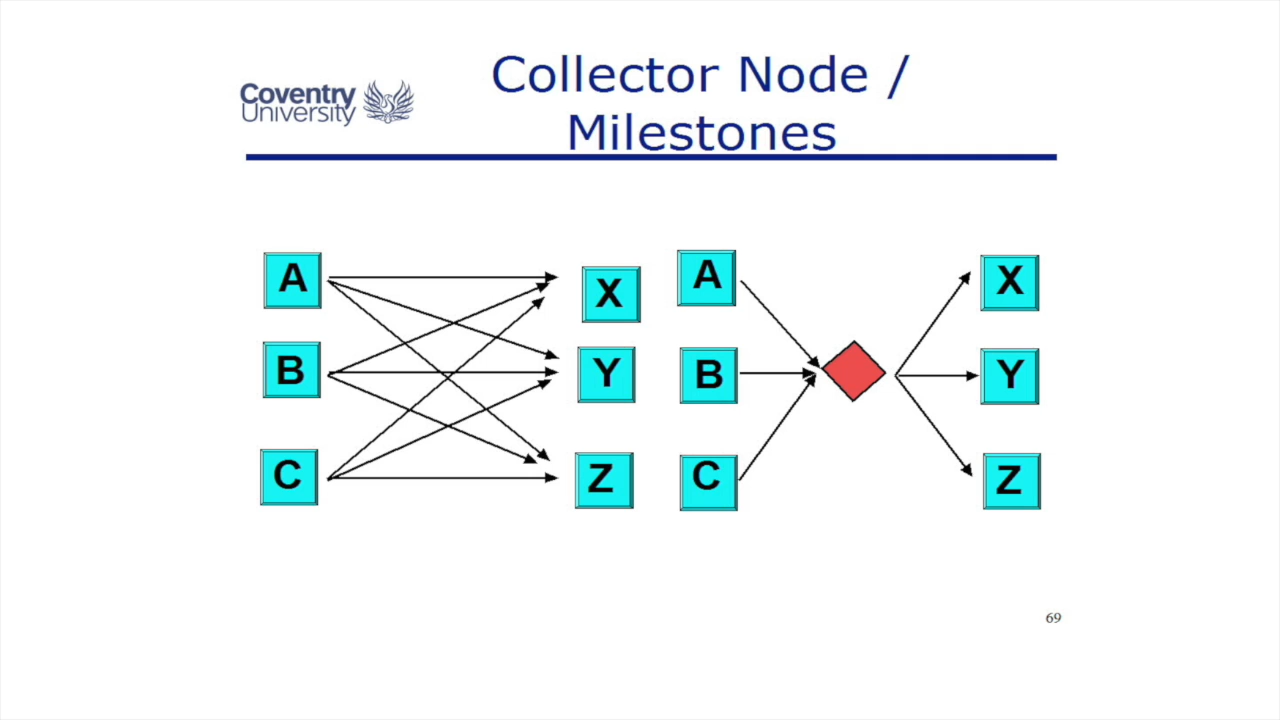 Coventry
University
Collector Node /
Milestones
A
X
B
Y
C
Z
A
X
B
Y
C
Z
69